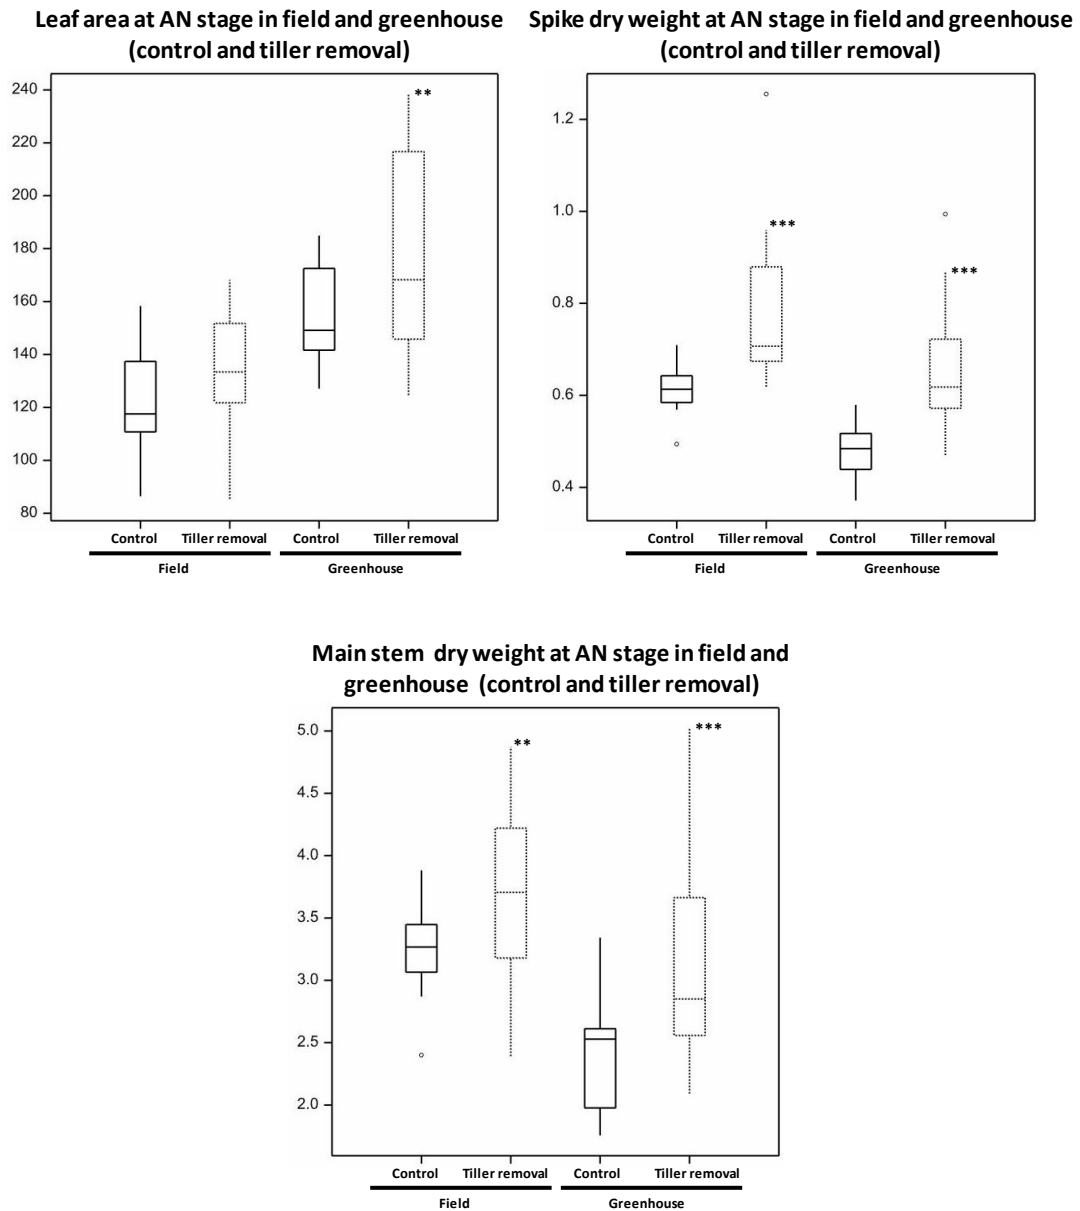 Leaf area at AN stage in field and greenhouse
(control and tiller removal)
240
220
200
180
160
140
120
100
80
**
Control Tiller removal Control Tiller removal
Field Greenhouse
Spike dry weight at AN stage in field and greenhouse
(control and tiller removal)
1.2
1.0
0.8
0.6
0.4
***
***
Control Tiller removal Control Tiller removal
Field Greenhouse
Main stem dry weight at AN stage in field and
greenhouse (control and tiller removal)
5.0
4.5
4.0
3.5
3.0
2.5
2.0
**
***
Control Tiller removal Control Tiller removal
Field Greenhouse